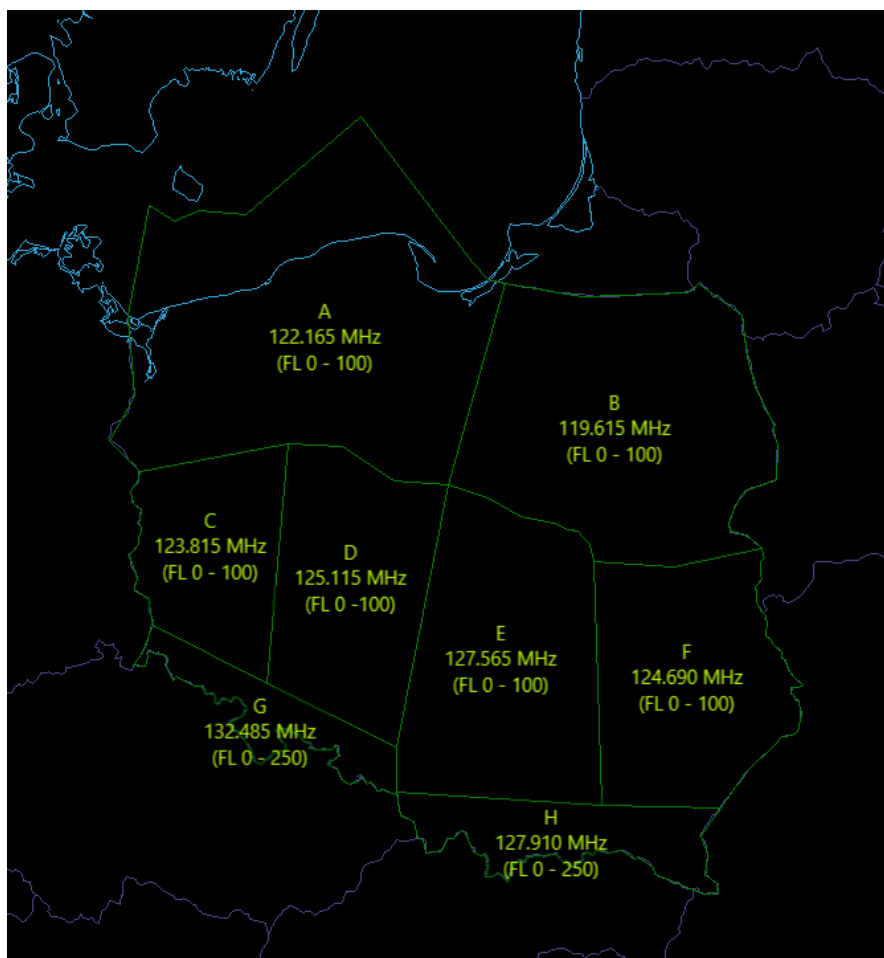 A
122.165 MHz
(FL 0 - 100)
B
119.615 MHz
(FL 0 - 100)
C
123.815 MHz
(FL 0 - 100)
D
125.115 MHz
(FL 0 -100)
E
127.565 MHz
(FL 0 - 100)
F
124.690 MHz
(FL 0 - 100)
G
132.485 MHz
(FL 0 - 250)
H
127.910 MHz
(FL 0 - 250)